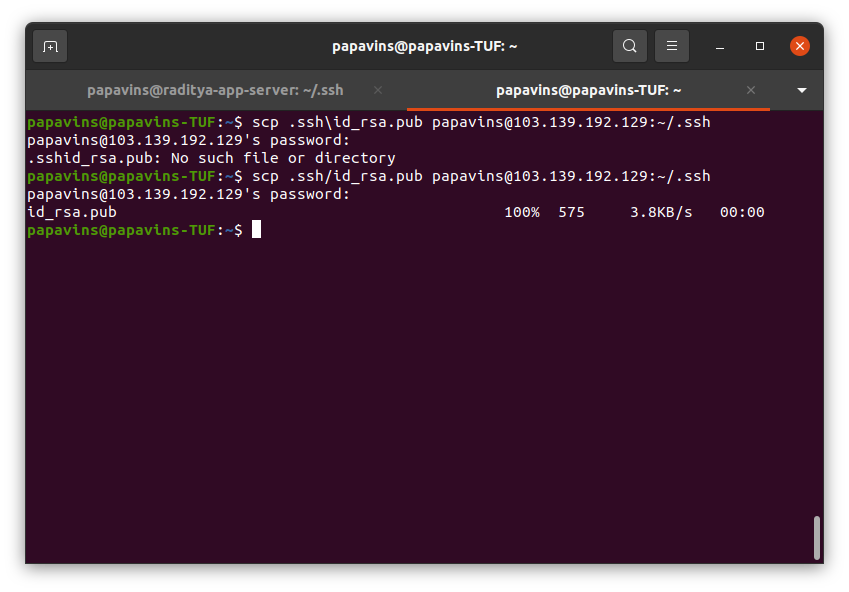 papavins@papavins-TUF: ~
papavins@raditya-app-server: ~/.ssh
papavins@papavins-TUF: ~
papavins@papavins-TUF:~$ scp .ssh\id_rsa.pub papavins@103.139.192.129:~/.ssh
papavins@103.139.192.129's password:
.sshid_rsa.pub: No such file or directory
papavins@papavins-TUF:~$ scp .ssh/id_rsa.pub papavins@103.139.192.129:~/.ssh
papavins@103.139.192.129's password:
id_rsa.pub 100% 575 3.8KB/s 00:00
papavins@papavins-TUF:~$